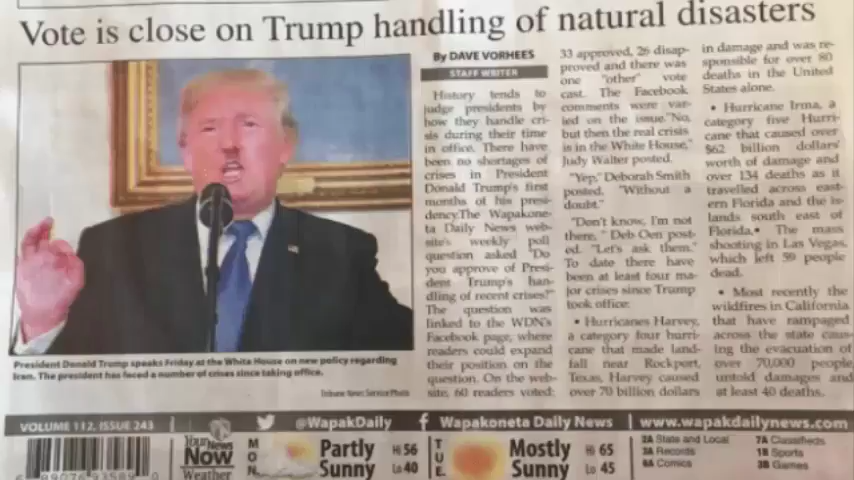 Vote is close on Trump handling of natural disasters
President Donald Trump speaks Friday at the White House on new policy regarding
Iran. The president has faced a number of crises since taking office.
Tribune News Service Photo
By DAVE VORHEES
STAFF WRITER
History tends to
judge presidents by
how they handle cri-
sis during their time
in office. There have
been no shortages of
crises in President
Donald Trump's first
months of his presi-
dency.The Wapakone-
ta Daily News web-
site's weekly poll
question asked "Do
you approve of Presi-
dent Trump's han-
dling of recent crises?"
The question was
linked to the WDN's
Facebook page, where
readers could expand
their position on the
question. On the web-
site, 60 readers voted:
33 approved, 26 disap-
proved and there was
one "other" vote
cast. The Facebook
comments were var-
ied on the issue."No,
but then the real crisis
is in the White House,"
Judy Walter posted.
"Yep," Deborah Smith
posted. "Without a
doubt."
"Don't know, I'm not
there," Deb Oen post-
ed. "Let's ask them."
To date there have
been at least four ma-
jor crises since Trump
took office.
• Hurricanes Harvey,
a category four hurri-
cane that made land-
fall near Rockport,
Texas, Harvey caused
over 70 billion dollars
in damage and was re-
sponsible for over 80
deaths in the United
States alone.
• Hurricane Irma, a
category five Hurri-
cane that caused over
$62 billion dollars'
worth of damage and
over 134 deaths as it
travelled across east-
ern Florida and the is-
lands south east of
Florida.• The mass
shooting in Las Vegas,
which left 59 people
dead.
• Most recently the
wildfires in California
that have rampaged
across the state caus-
ing the evacuation of
over 70,000 people,
untold damages and
at least 40 deaths.
VOLUME 112, ISSUE 243
@WapakDaily
Wapakoneta Daily News
www.wapakdailynews.com
Your News
Now
Weather
MON
Partly
Sunny
Hi 56
Lo 40
TUE
Mostly
Sunny
Hi 65
Lo 45
2A State and Local
3A Records
6A Comics
7A Classifieds
1B Sports
3B Games